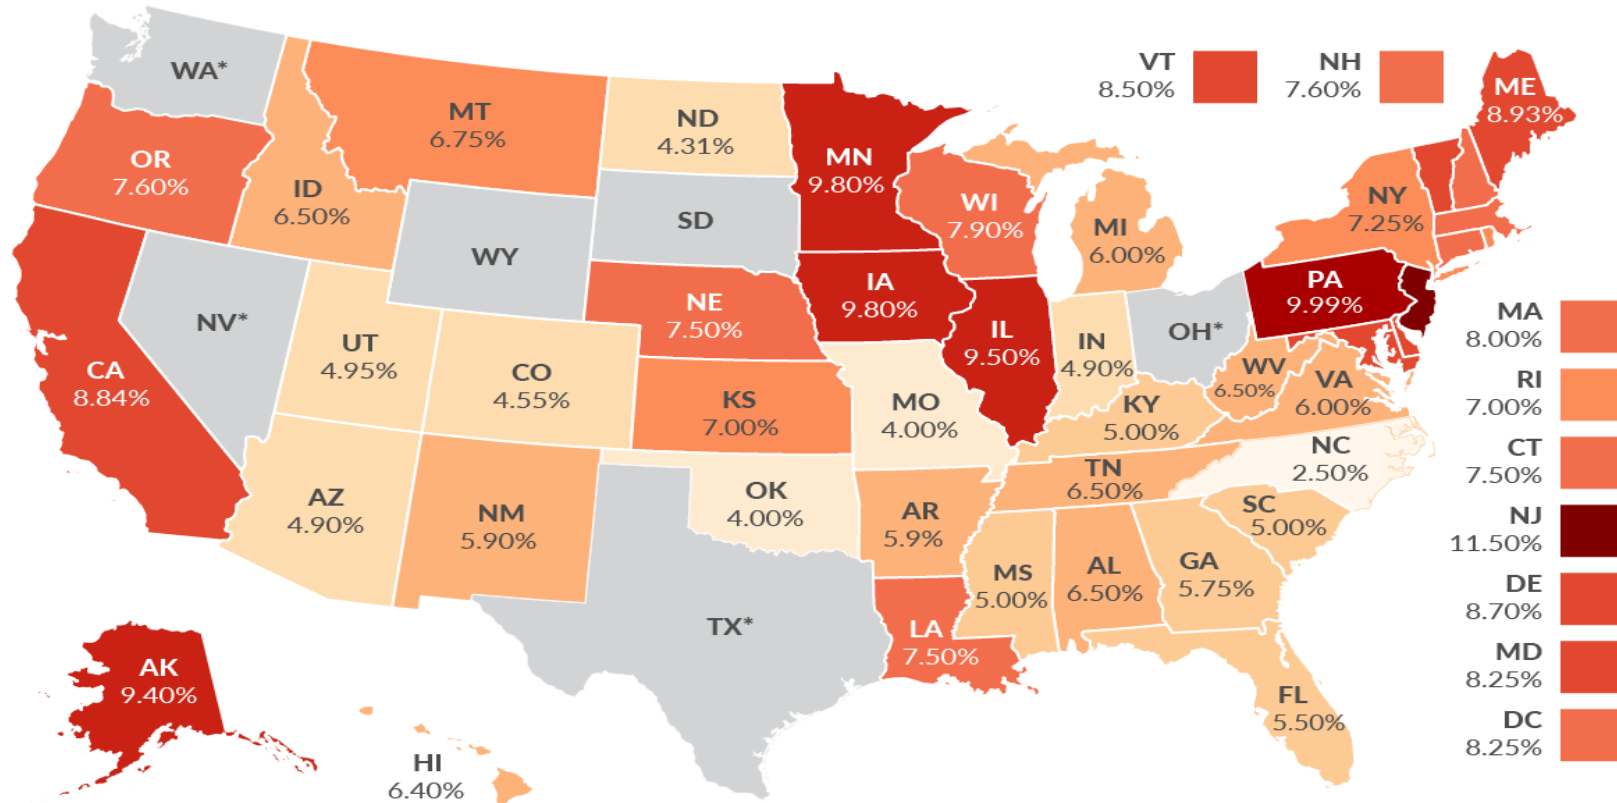 WA*
VT
8.50%
NH
7.60%
ME
8.93%
MT
6.75%
ND
4.31%
OR
7.60%
MN
9.80%
ID
6.50%
SD
WI
7.90%
NY
7.25%
MI
6.00%
WY
NV*
NE
7.50%
IA
9.80%
PA
9.99%
IL
9.50%
OH*
IN
4.90%
UT
4.95%
CO
4.55%
CA
8.84%
KS
7.00%
MO
4.00%
KY
5.00%
WV
6.50%
VA
6.00%
NC
2.50%
TN
6.50%
AZ
4.90%
NM
5.90%
OK
4.00%
AR
5.9%
SC
5.00%
MS
5.00%
AL
6.50%
GA
5.75%
TX*
LA
7.50%
FL
5.50%
AK
9.40%
HI
6.40%
MA
8.00%
RI
7.00%
CT
7.50%
NJ
11.50%
DE
8.70%
MD
8.25%
DC
8.25%